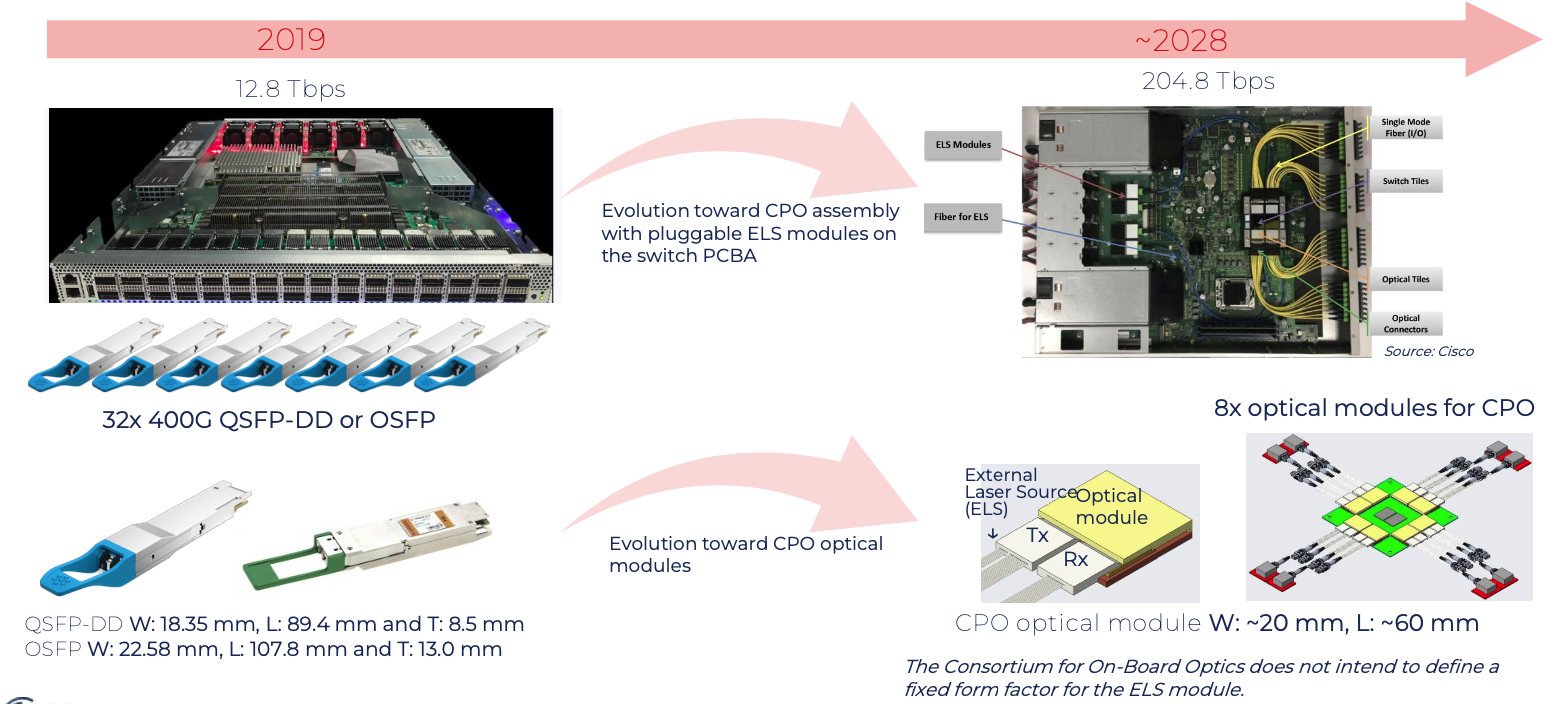 2019
~2028
12.8 Tbps
204.8 Tbps
ELS Modules
Fiber for ELS
Single Mode
Fiber (I/O)
Switch Tiles
Optical Tiles
Optical
Connectors
Source: Cisco
Evolution toward CPO assembly
with pluggable ELS modules on
the switch PCBA
32x 400G QSFP-DD or OSFP
8x optical modules for CPO
External
Laser Source
(ELS)
Optical
module
Tx
Rx
Evolution toward CPO optical
modules
QSFP-DD W: 18.35 mm, L: 89.4 mm and T: 8.5 mm
OSFP W: 22.58 mm, L: 107.8 mm and T: 13.0 mm
CPO optical module W: ~20 mm, L: ~60 mm
The Consortium for On-Board Optics does not intend to define a
fixed form factor for the ELS module.